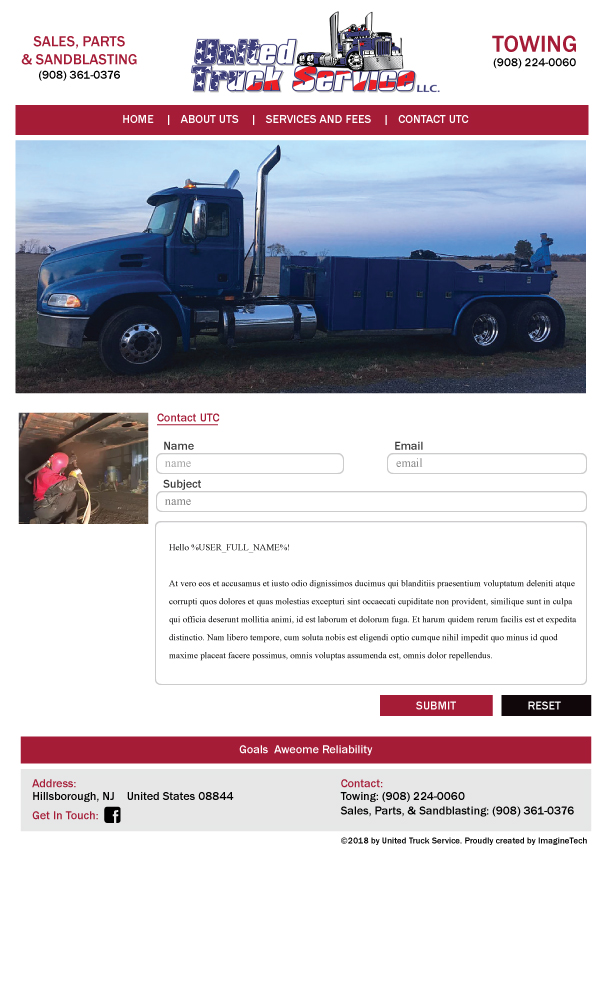 SALES, PARTS
& SANDBLASTING
(908) 361-0376
United
Truck Service LLC.
TOWING
(908) 224-0060
HOME | ABOUT UTS | SERVICES AND FEES | CONTACT UTC
Contact UTC
Name Email
name email
Subject
name
Hello %USER_FULL_NAME%!
At vero eos et accusamus et iusto odio dignissimos ducimus qui blanditiis praesentium voluptatum deleniti atque
corrupti quos dolores et quas molestias excepturi sint occaecati cupiditate non provident, similique sunt in culpa
qui officia deserunt mollitia animi, id est laborum et dolorum fuga. Et harum quidem rerum facilis est et expedita
distinctio. Nam libero tempore, cum soluta nobis est eligendi optio cumque nihil impedit quo minus id quod
maxime placeat facere possimus, omnis voluptas assumenda est, omnis dolor repellendus.
SUBMIT RESET
Goals Aweome Reliability
Address:
Hillsborough, NJ United States 08844
Get In Touch:
Contact:
Towing: (908) 224-0060
Sales, Parts, & Sandblasting: (908) 361-0376
©2018 by United Truck Service. Proudly created by ImagineTech